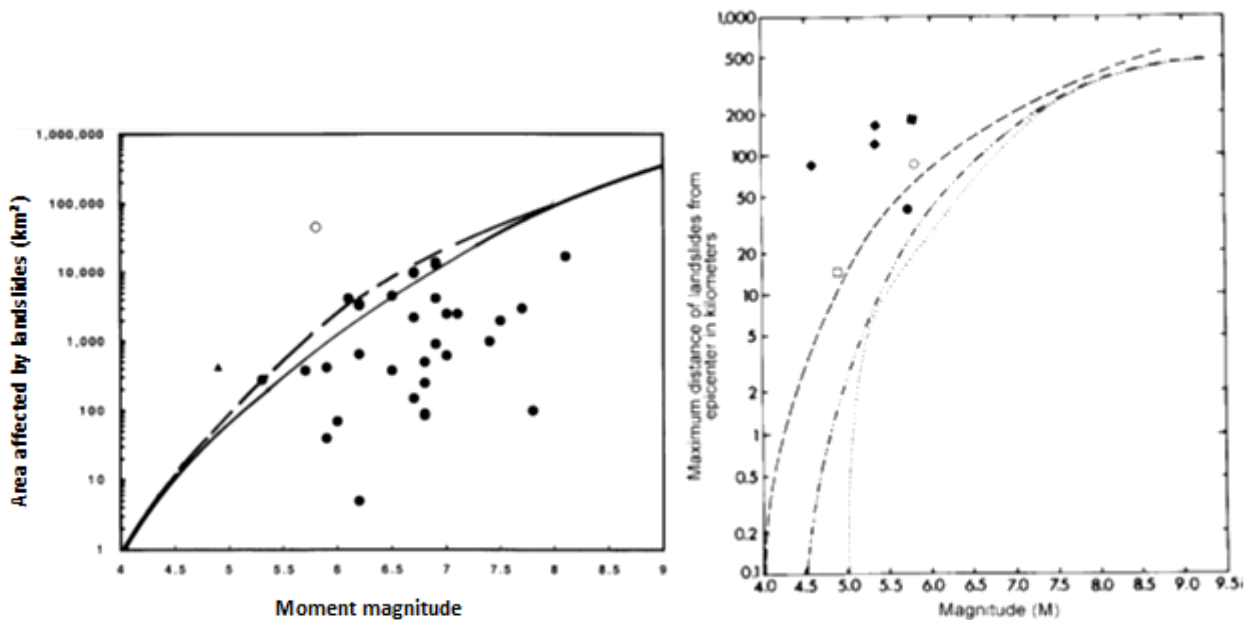 1,000,000
100,000
10,000
1,000
100
10
1
Area affected by landslides (km²)
4 4.5 5 5.5 6 6.5 7 7.5 8 8.5 9
Moment magnitude
1,000
500
200
100
50
20
10
5
2
1
0.5
0.2
0.1
Maximum distance of landslides from
epicenter in kilometers
4.0 4.5 5.0 5.5 6.0 6.5 7.0 7.5 8.0 8.5 9.0 9.5
Magnitude (M)